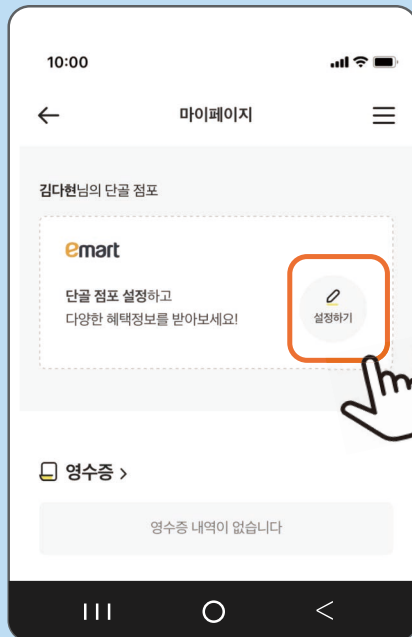 10:00
마이페이지
김다현님의 단골 점포
emart
단골 점포 설정하고
다양한 혜택정보를 받아보세요!
설정하기
영수증 >
영수증 내역이 없습니다